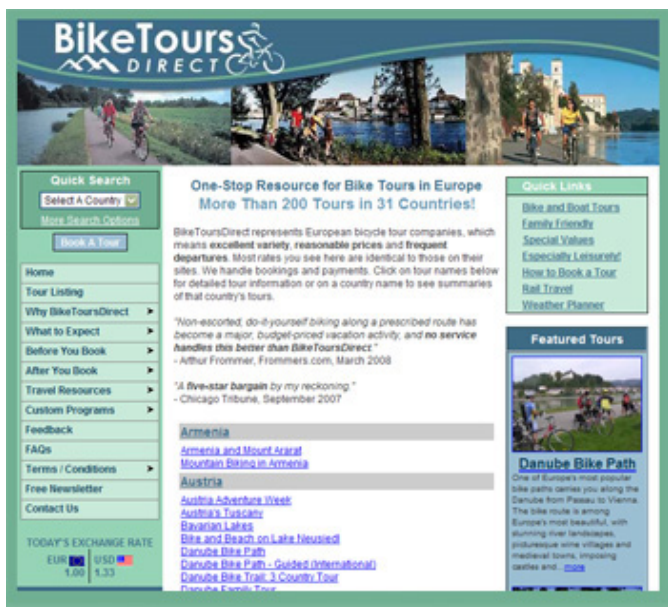 BikeTours
DIRECT
Quick Search
Select A Country
More Search Options
Book A Tour
Home
Tour Listing
Why BikeToursDirect
What to Expect
Before You Book
After You Book
Travel Resources
Custom Programs
Feedback
FAQs
Terms / Conditions
Free Newsletter
Contact Us
TODAY'S EXCHANGE RATE
EUR USD
1.00 1.33
One-Stop Resource for Bike Tours in Europe
More Than 200 Tours in 31 Countries!
BikeToursDirect represents European bicycle tour companies, which
means excellent variety, reasonable prices and frequent
departures. Most rates you see here are identical to those on their
sites. We handle bookings and payments. Click on tour names below
for detailed tour information or on a country name to see summaries
of that country's tours.
"Non-escorted, do-it-yourself biking along a prescribed route has
become a major, budget-priced vacation activity, and no service
handles this better than BikeToursDirect."
- Arthur Frommer, Frommers.com, March 2008
"A five-star bargain by my reckoning."
- Chicago Tribune, September 2007
Armenia
Armenia and Mount Ararat
Mountain Biking in Armenia
Austria
Austria Adventure Week
Austria's Tuscany
Bavarian Lakes
Bike and Beach on Lake Neusiedl
Danube Bike Path
Danube Bike Path - Guided (International)
Danube Bike Trail: 3 Country Tour
Danube Family Tour
Quick Links
Bike and Boat Tours
Family Friendly
Special Values
Especially Leisurely!
How to Book a Tour
Rail Travel
Weather Planner
Featured Tours
Danube Bike Path
One of Europe's most popular
bike paths carries you along the
Danube from Passau to Vienna.
The bike route is among
Europe's most beautiful, with
stunning river landscapes,
picturesque wine villages and
medieval towns, imposing
castles and...more